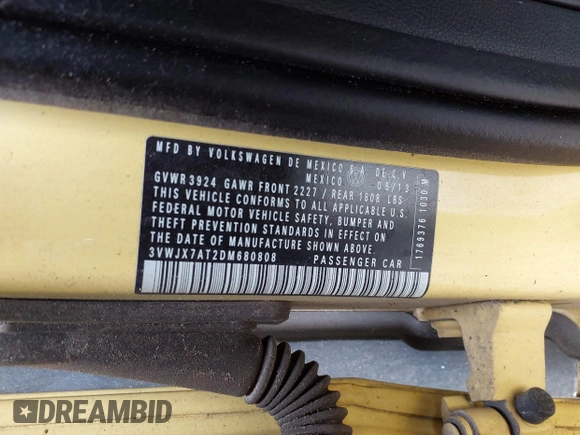 MFD BY VOLKSWAGEN DE MEXICO S.A. DE C.V.
MEXICO 05/13
GVWR 3924 GAWR FRONT 2227 / REAR 1808 LBS
THIS VEHICLE CONFORMS TO ALL APPLICABLE U.S.
FEDERAL MOTOR VEHICLE SAFETY, BUMPER AND
THEFT PREVENTION STANDARDS IN EFFECT ON
THE DATE OF MANUFACTURE SHOWN ABOVE.
3VWJX7AT2DM680808 PASSENGER CAR
1769376 1030 M
DREAMBID